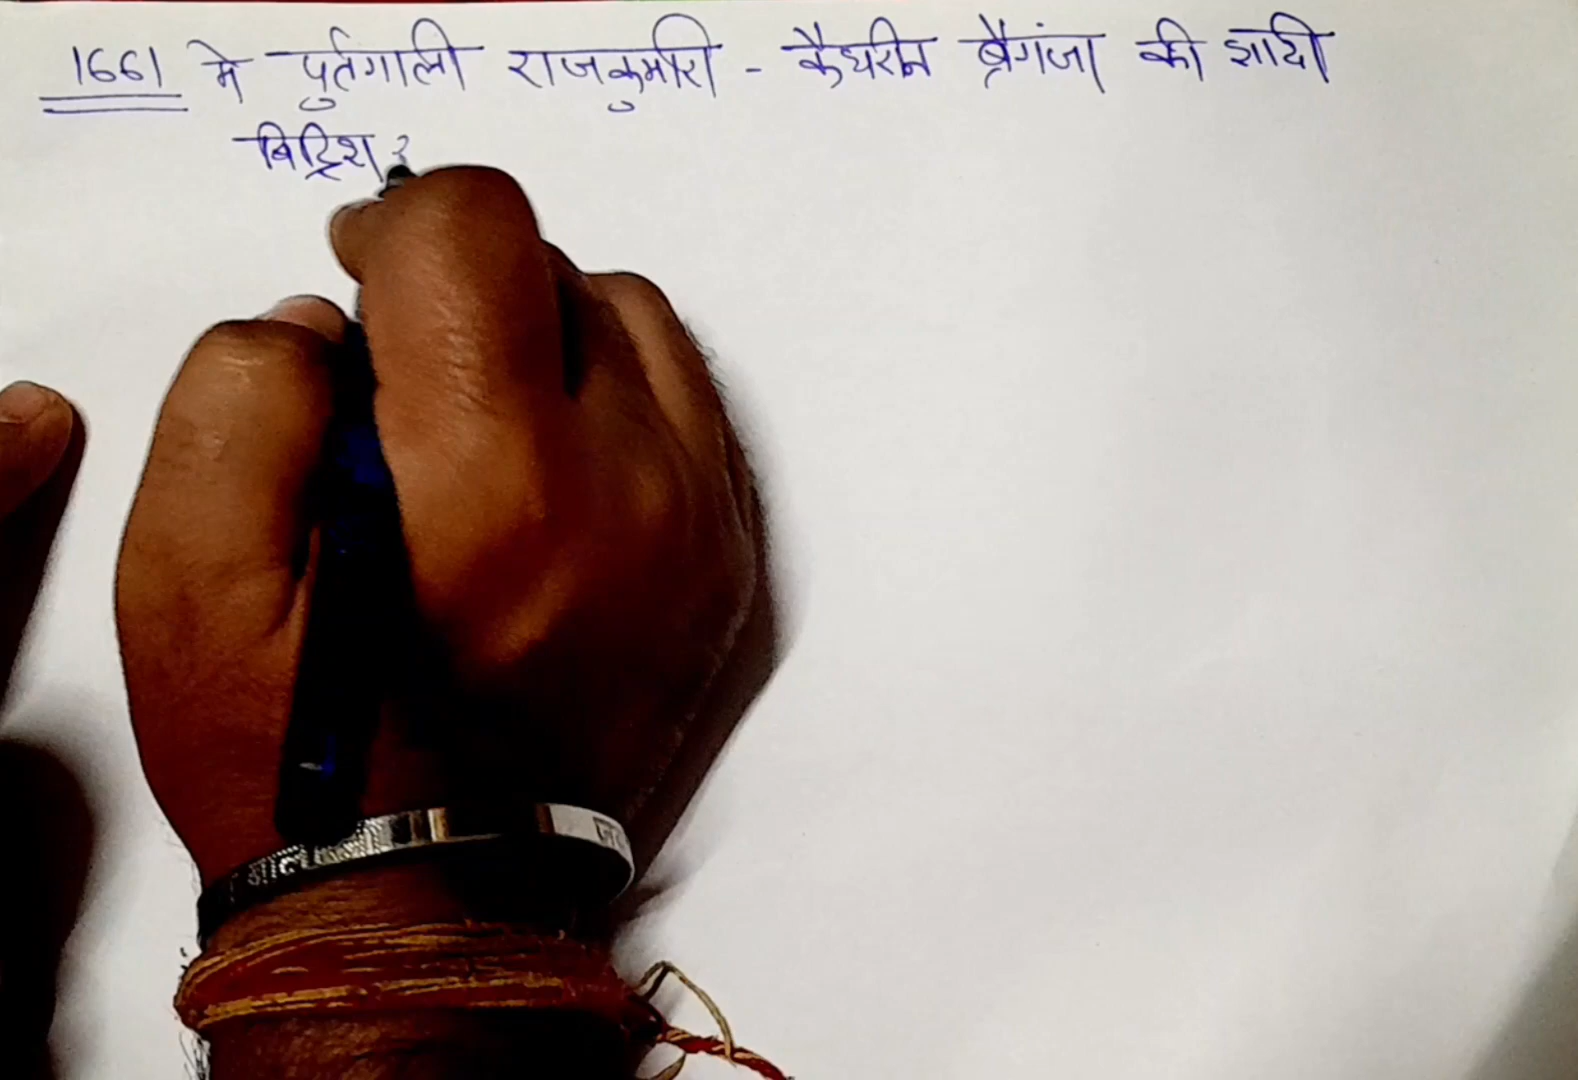 1661 मे पुर्तगाली राजकुमारी - कैथरीन ब्रैगंजा की शादी
ब्रिटिश